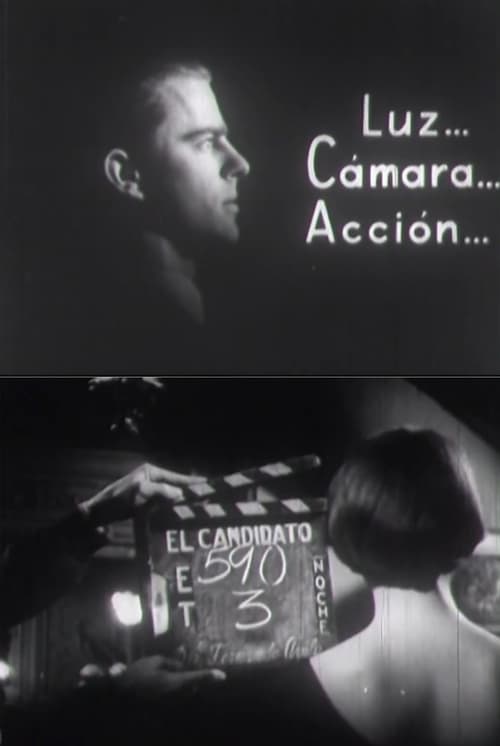 Luz...
Cámara...
Acción...
EL CANDIDATO
E 590
T 3
NOCHE